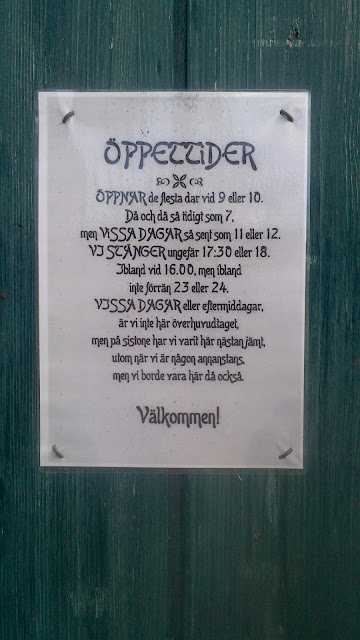 ÖPPETTIDER
ÖPPNAR de flesta dar vid 9 eller 10.
Då och då så tidigt som 7,
men VISSA DAGAR så sent som 11 eller 12.
VI STÄNGER ungefär 17:30 eller 18.
Ibland vid 16.00, men ibland
inte förrän 23 eller 24.
VISSA DAGAR eller eftermiddagar,
är vi inte här överhuvudtaget,
men på sistone har vi varit här nästan jämt,
utom när vi är någon annanstans,
men vi borde vara här då också.
Välkommen!